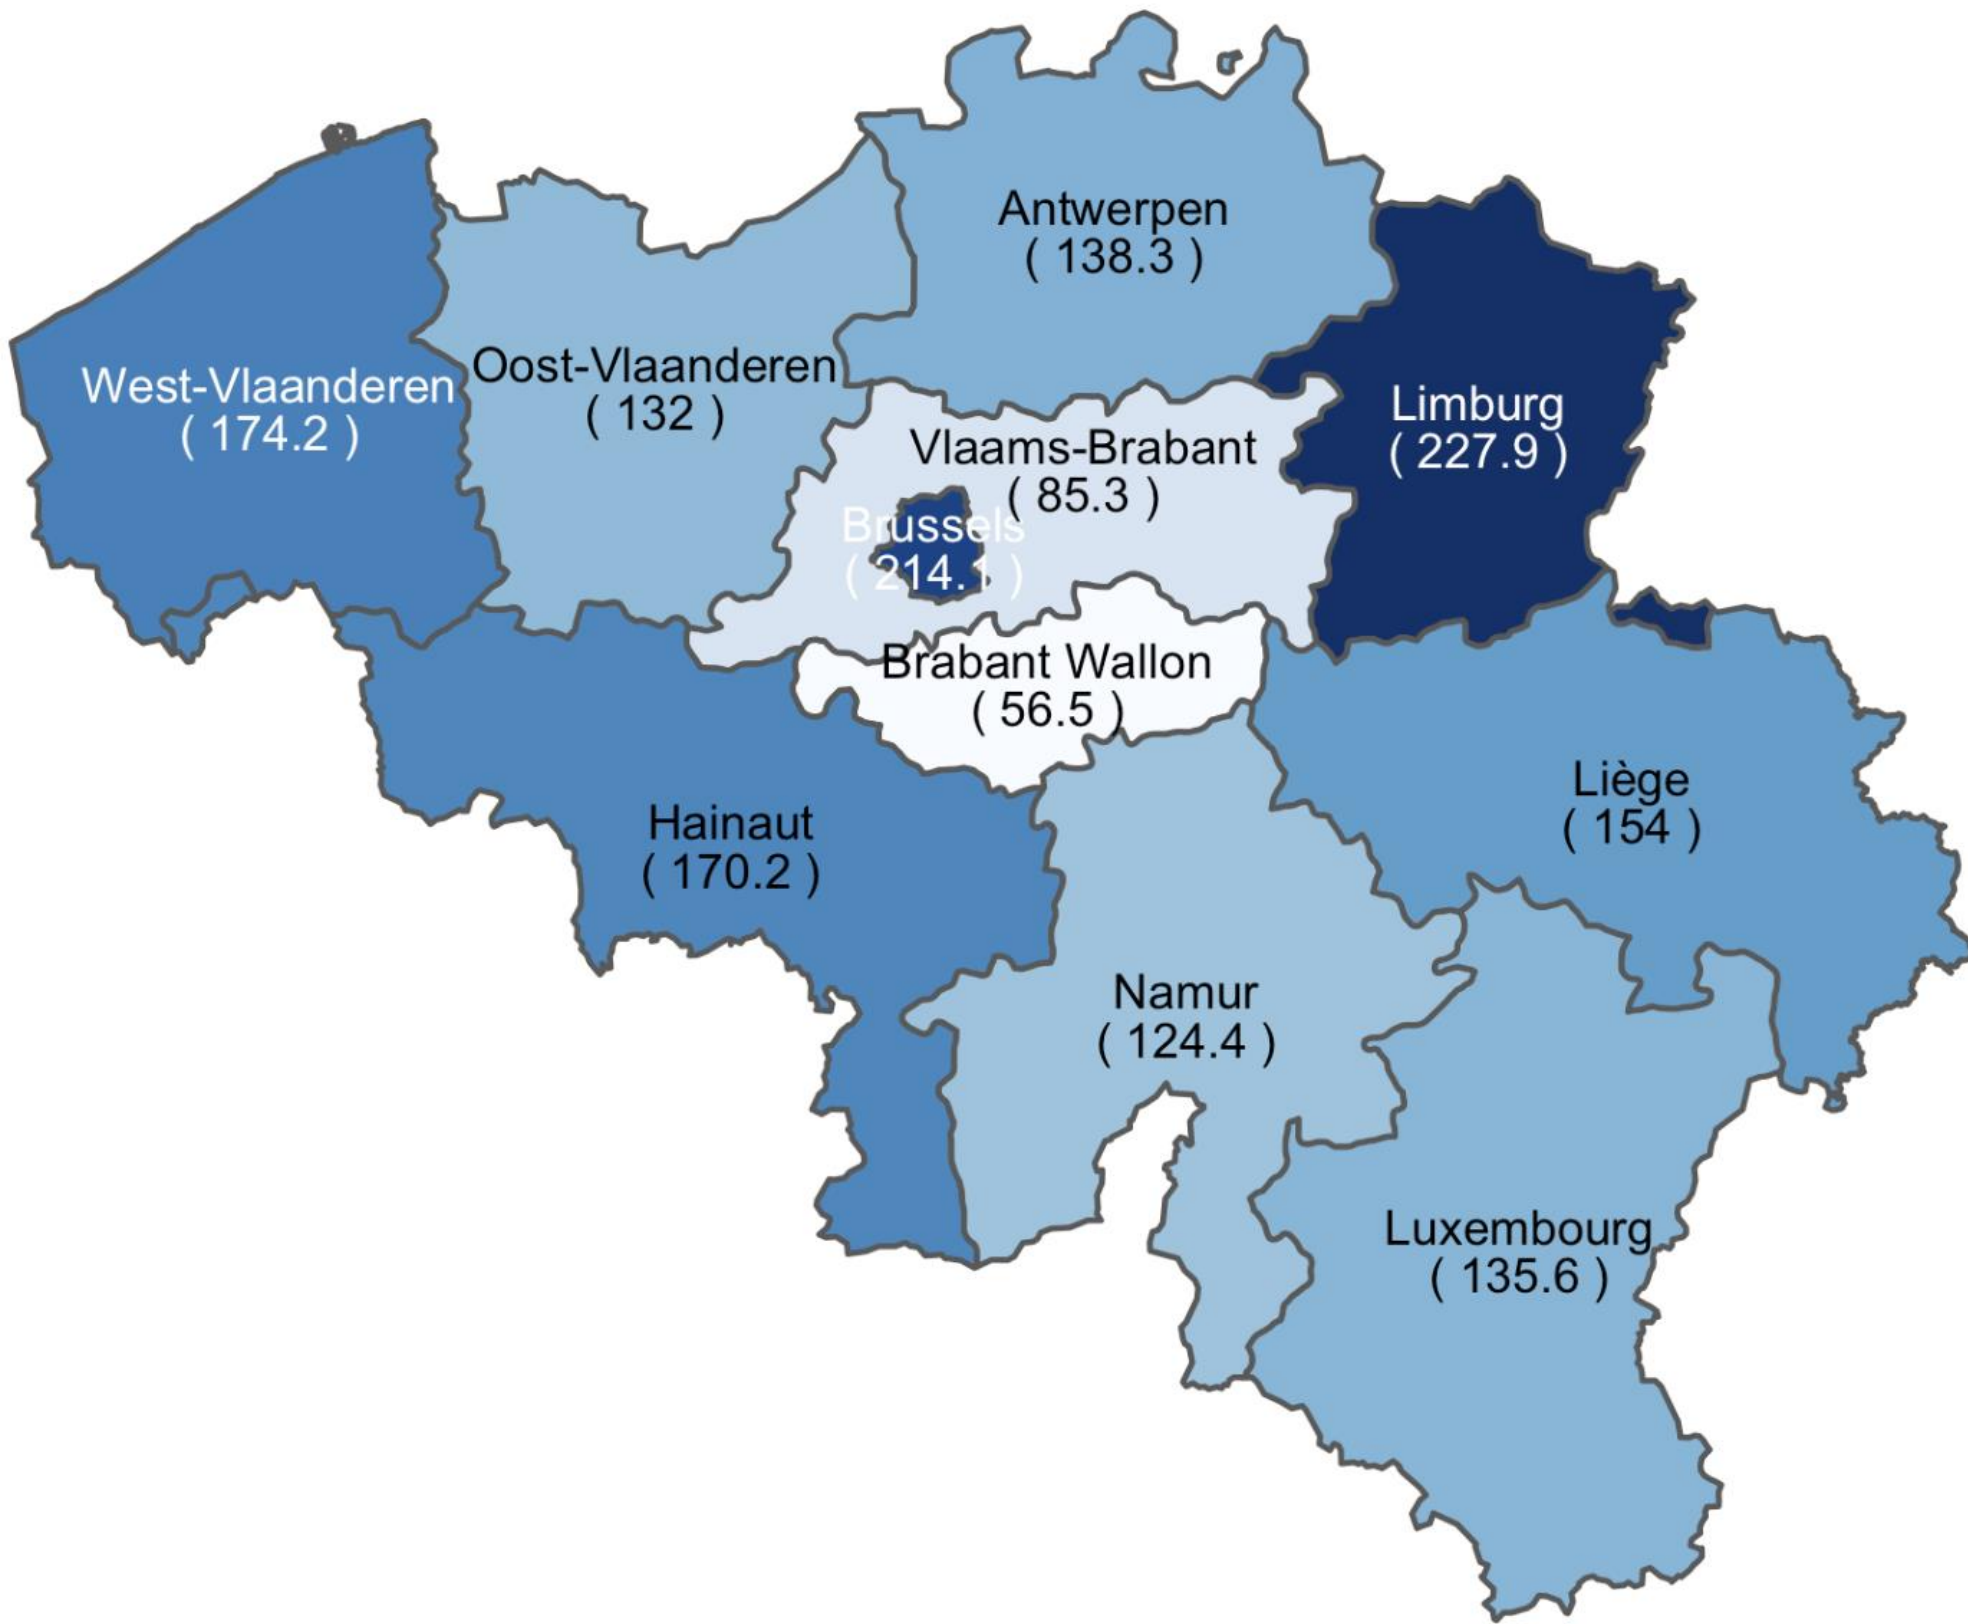 Antwerpen
( 138.3 )
West-Vlaanderen
( 174.2 )
Oost-Vlaanderen
( 132 )
Limburg
( 227.9 )
Vlaams-Brabant
( 85.3 )
Brussels
( 214.1 )
Brabant Wallon
( 56.5 )
Liège
( 154 )
Hainaut
( 170.2 )
Namur
( 124.4 )
Luxembourg
( 135.6 )